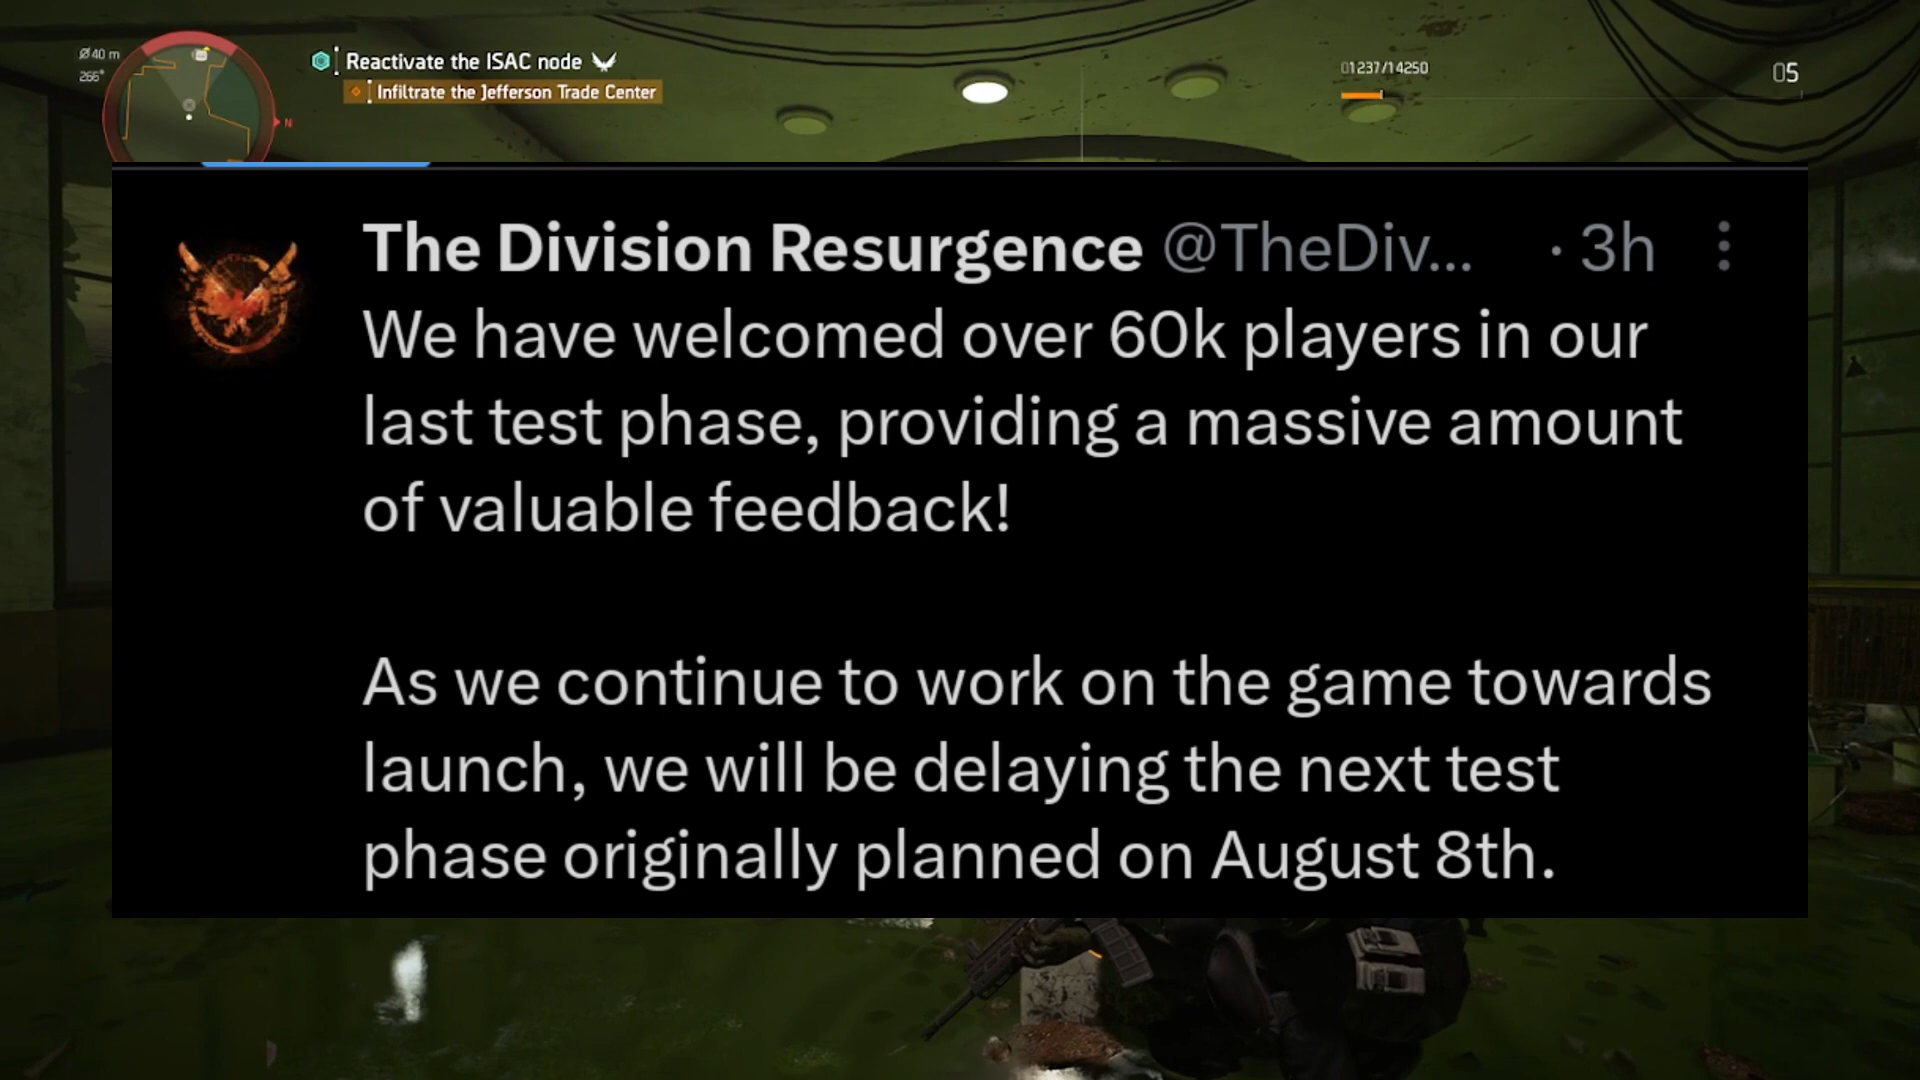 Ø40 m
266°
N
Reactivate the ISAC node
Infiltrate the Jefferson Trade Center
01237/14250
05
The Division Resurgence @TheDiv... · 3h
We have welcomed over 60k players in our
last test phase, providing a massive amount
of valuable feedback!
As we continue to work on the game towards
launch, we will be delaying the next test
phase originally planned on August 8th.